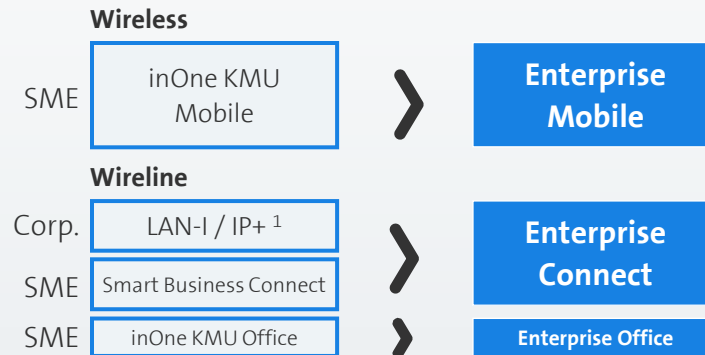 Wireless
SME
inOne KMU
Mobile
Enterprise
Mobile
Wireline
Corp.
LAN-I / IP+ 1
Enterprise
Connect
SME
Smart Business Connect
SME
inOne KMU Office
Enterprise Office